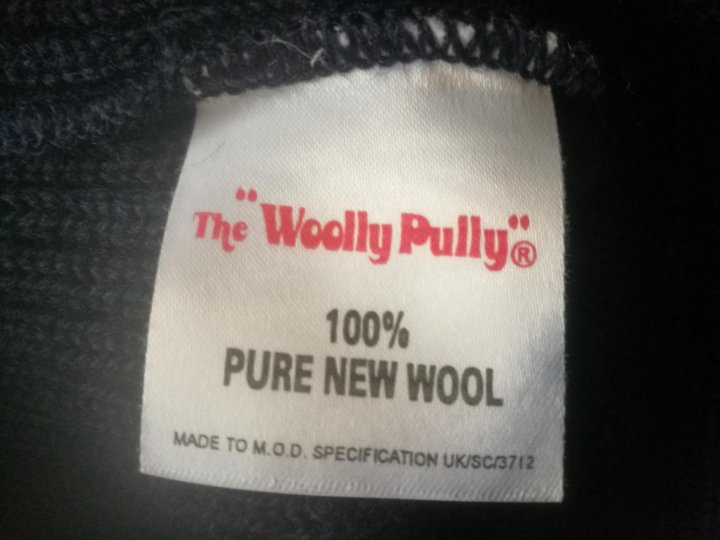 The "Woolly Pully"®
100%
PURE NEW WOOL
MADE TO M.O.D. SPECIFICATION UK/SC/3712